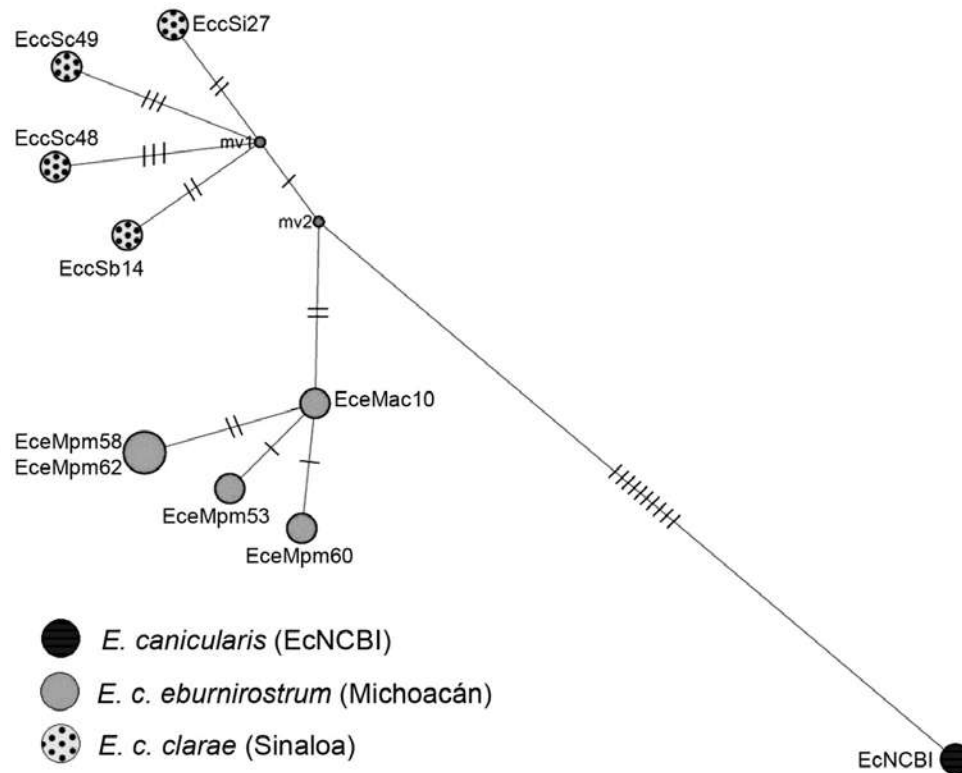 EccSi27
EccSc49
mv1
EccSc48
mv2
EccSb14
EceMac10
EceMpm58
EceMpm62
EceMpm53
EceMpm60
E. canicularis (EcNCBI)
E. c. eburnirostrum (Michoacán)
E. c. clarae (Sinaloa)
EcNCBI